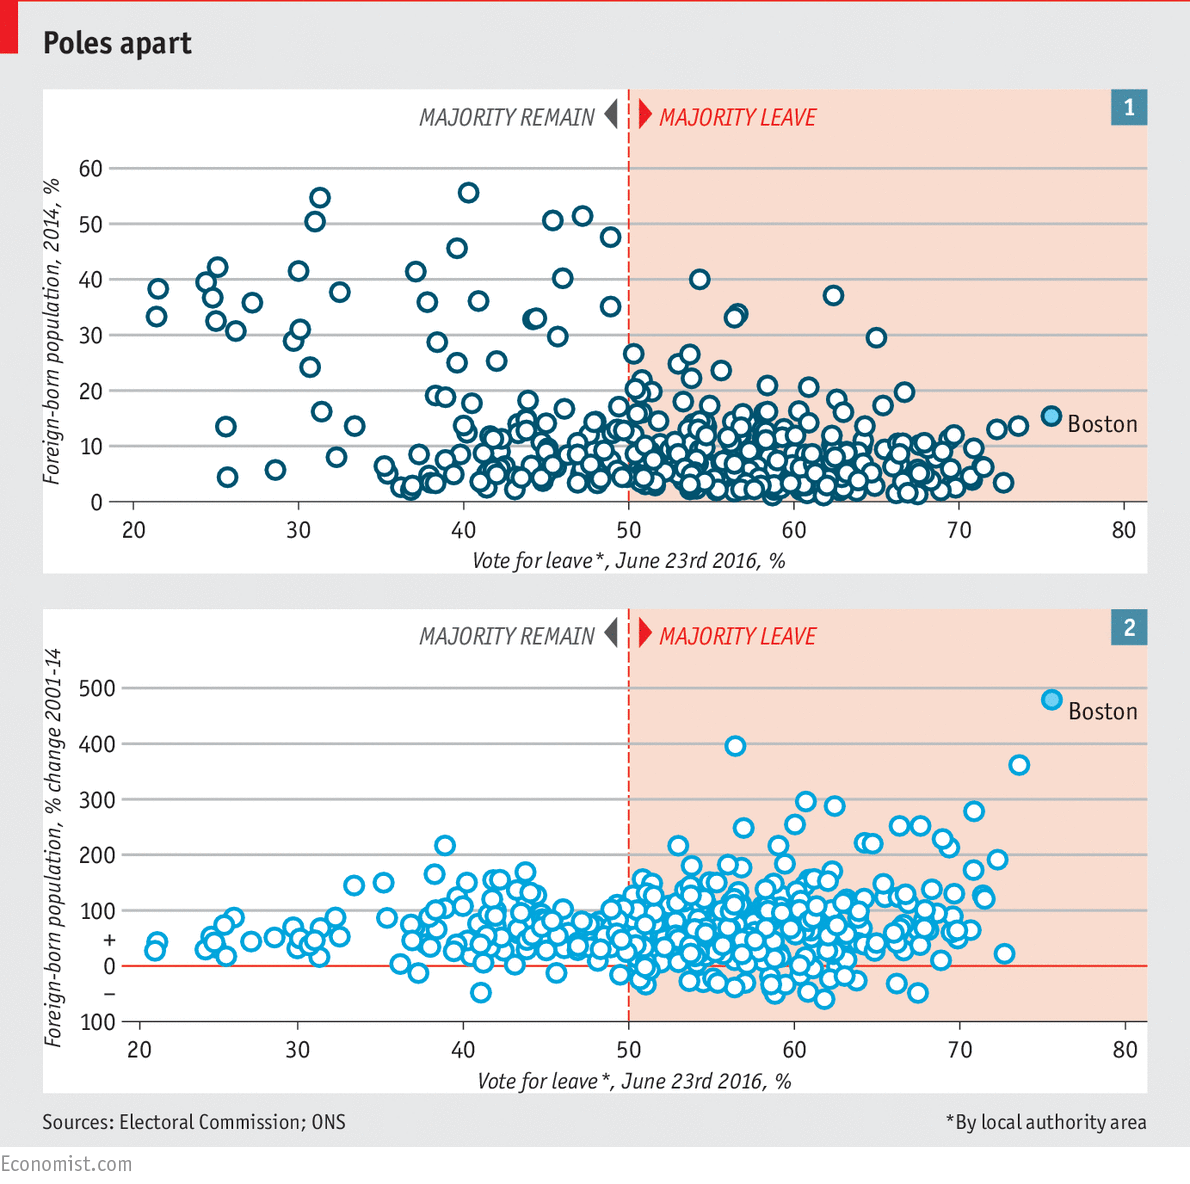 Poles apart
MAJORITY REMAIN MAJORITY LEAVE 1
Foreign-born population, 2014, %
60
50
40
30
20
10
0
Boston
20 30 40 50 60 70 80
Vote for leave*, June 23rd 2016, %
MAJORITY REMAIN MAJORITY LEAVE 2
Foreign-born population, % change 2001-14
500
400
300
200
100
+
0
–
100
Boston
20 30 40 50 60 70 80
Vote for leave*, June 23rd 2016, %
Sources: Electoral Commission; ONS *By local authority area
Economist.com